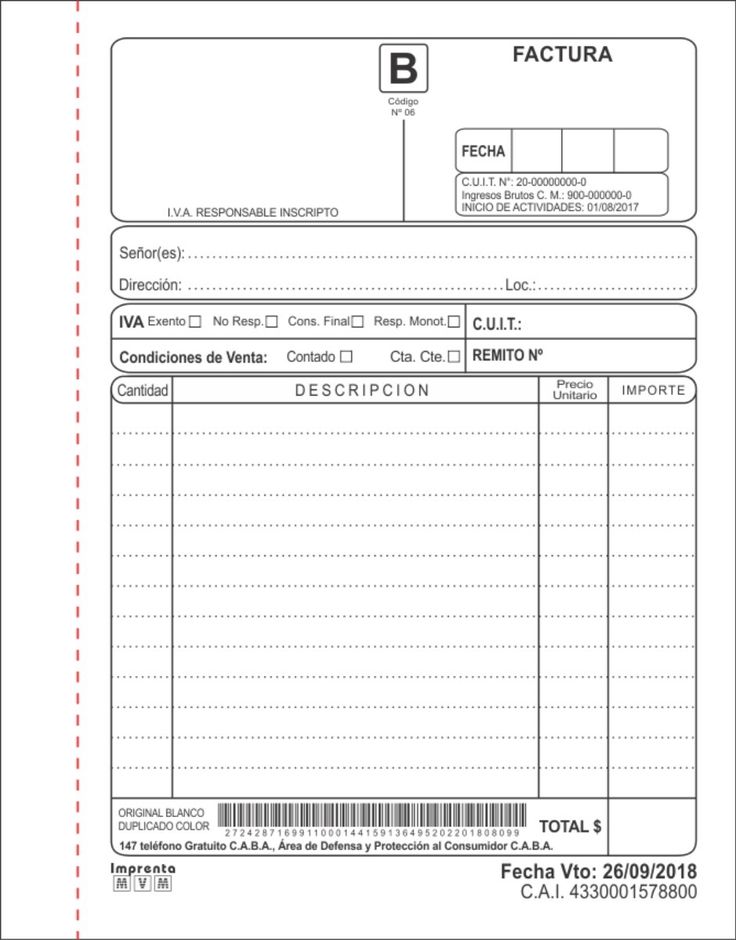 FACTURA
B
Código
Nº 06
FECHA
C.U.I.T. N°: 20-00000000-0
Ingresos Brutos C. M.: 900-000000-0
INICIO DE ACTIVIDADES: 01/08/2017
I.V.A. RESPONSABLE INSCRIPTO
Señor(es):
Dirección: Loc.:
IVA Exento No Resp. Cons. Final Resp. Monot. C.U.I.T.:
Condiciones de Venta: Contado Cta. Cte. REMITO Nº
Cantidad DESCRIPCION Precio Unitario IMPORTE
ORIGINAL BLANCO
DUPLICADO COLOR
27242871699110001441591364952022018080​99
TOTAL $
147 teléfono Gratuito C.A.B.A., Área de Defensa y Protección al Consumidor C.A.B.A.
Imprenta
MVM
Fecha Vto: 26/09/2018
C.A.I. 4330001578800